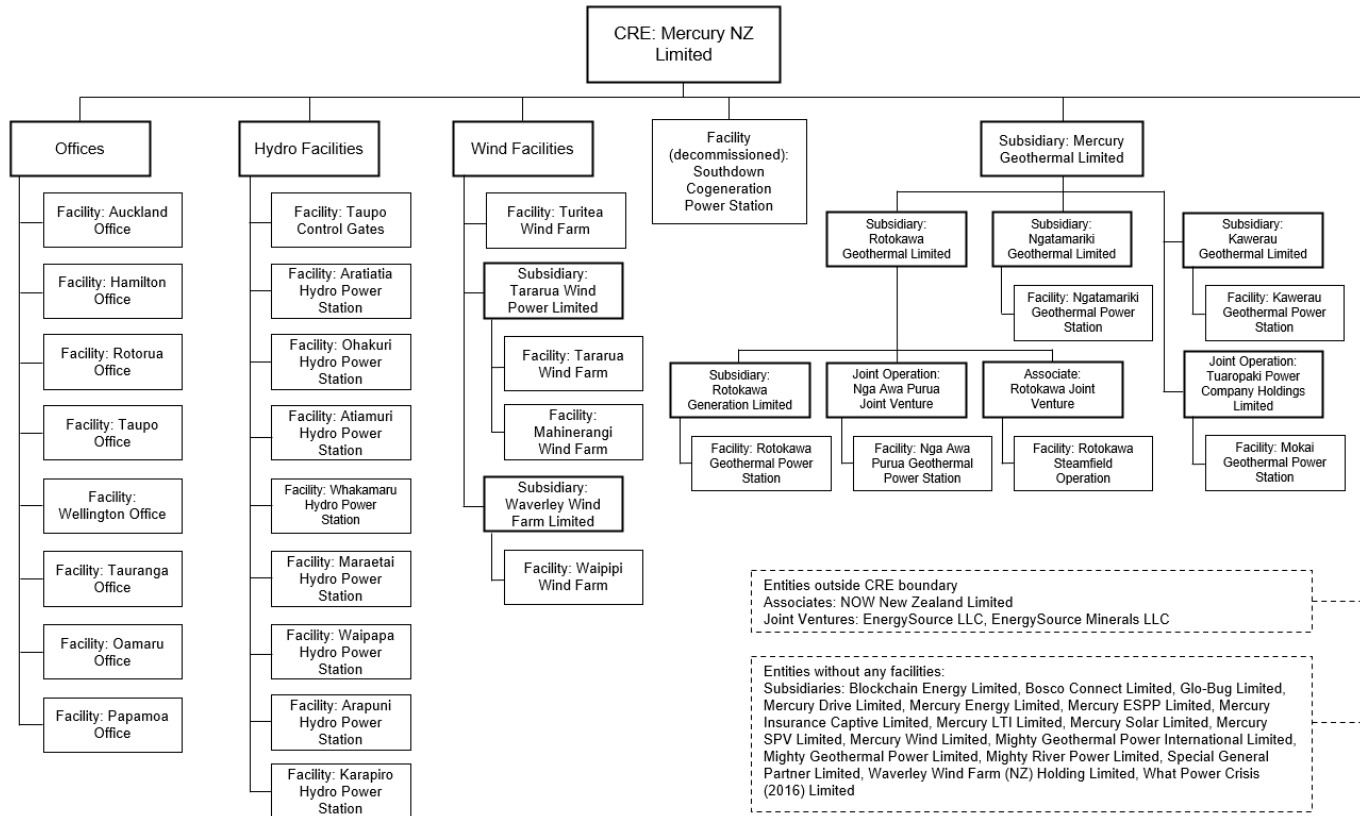 CRE: Mercury NZ
Limited
Offices
Facility: Auckland
Office
Facility: Hamilton
Office
Facility: Rotorua
Office
Facility: Taupo
Office
Facility:
Wellington Office
Facility: Tauranga
Office
Facility: Oamaru
Office
Facility: Papamoa
Office
Hydro Facilities
Facility: Taupo
Control Gates
Facility: Aratiatia
Hydro Power
Station
Facility: Ohakuri
Hydro Power
Station
Facility: Atiamuri
Hydro Power
Station
Facility: Whakamaru
Hydro Power
Station
Facility: Maraetai
Hydro Power
Station
Facility: Waipapa
Hydro Power
Station
Facility: Arapuni
Hydro Power
Station
Facility: Karapiro
Hydro Power
Station
Wind Facilities
Facility: Turitea
Wind Farm
Subsidiary:
Tararua Wind
Power Limited
Facility: Tararua
Wind Farm
Facility:
Mahinerangi
Wind Farm
Subsidiary:
Waverley Wind
Farm Limited
Facility: Waipipi
Wind Farm
Facility
(decommissioned):
Southdown
Cogeneration
Power Station
Subsidiary: Mercury
Geothermal Limited
Subsidiary:
Rotokawa
Geothermal Limited
Subsidiary:
Rotokawa
Generation Limited
Facility: Rotokawa
Geothermal Power
Station
Joint Operation:
Nga Awa Purua
Joint Venture
Facility: Nga Awa
Purua Geothermal
Power Station
Associate:
Rotokawa Joint
Venture
Facility: Rotokawa
Steamfield
Operation
Subsidiary:
Ngatamariki
Geothermal Limited
Facility: Ngatamariki
Geothermal Power
Station
Subsidiary:
Kawerau
Geothermal Limited
Facility: Kawerau
Geothermal Power
Station
Joint Operation:
Tuaropaki Power
Company Holdings
Limited
Facility: Mokai
Geothermal Power
Station
Entities outside CRE boundary
Associates: NOW New Zealand Limited
Joint Ventures: EnergySource LLC, EnergySource Minerals LLC
Entities without any facilities:
Subsidiaries: Blockchain Energy Limited, Bosco Connect Limited, Glo-Bug Limited,
Mercury Drive Limited, Mercury Energy Limited, Mercury ESPP Limited, Mercury
Insurance Captive Limited, Mercury LTI Limited, Mercury Solar Limited, Mercury
SPV Limited, Mercury Wind Limited, Mighty Geothermal Power International Limited,
Mighty Geothermal Power Limited, Mighty River Power Limited, Special General
Partner Limited, Waverley Wind Farm (NZ) Holding Limited, What Power Crisis
(2016) Limited